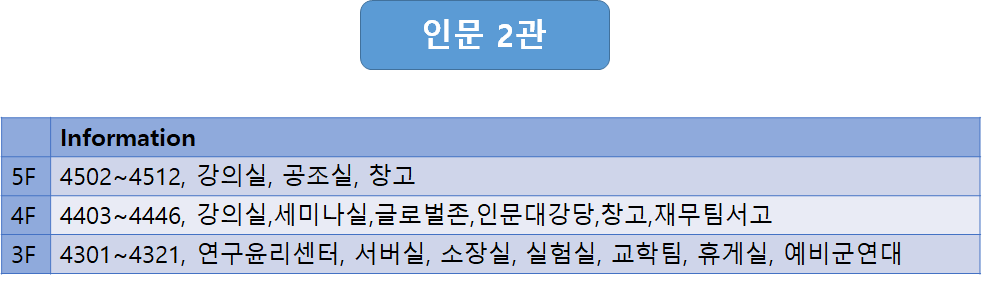 인문 2관
Information
5F 4502~4512, 강의실, 공조실, 창고
4F 4403~4446, 강의실,세미나실,글로벌존,인문대강당,창고,재무팀서고
3F 4301~4321, 연구윤리센터, 서버실, 소장실, 실험실, 교학팀, 휴게실, 예비군연대